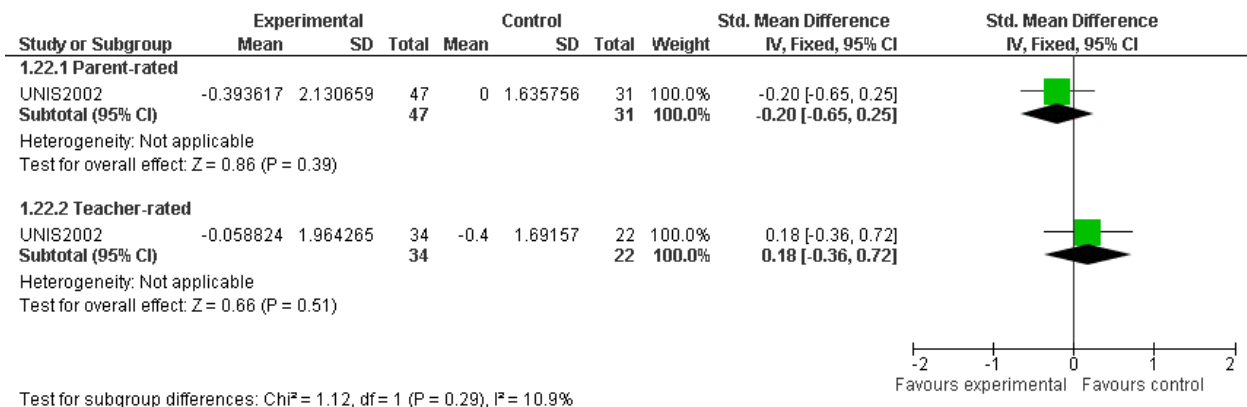 Experimental Control Std. Mean Difference Std. Mean Difference
Study or Subgroup Mean SD Total Mean SD Total Weight IV, Fixed, 95% CI IV, Fixed, 95% CI
1.22.1 Parent-rated
UNIS2002 -0.393617 2.130659 47 0 1.635756 31 100.0% -0.20 [-0.65, 0.25]
Subtotal (95% CI) 47 31 100.0% -0.20 [-0.65, 0.25]
Heterogeneity: Not applicable
Test for overall effect: Z = 0.86 (P = 0.39)
1.22.2 Teacher-rated
UNIS2002 -0.058824 1.964265 34 -0.4 1.69157 22 100.0% 0.18 [-0.36, 0.72]
Subtotal (95% CI) 34 22 100.0% 0.18 [-0.36, 0.72]
Heterogeneity: Not applicable
Test for overall effect: Z = 0.66 (P = 0.51)
-2 -1 0 1 2
Favours experimental Favours control
Test for subgroup differences: Chi² = 1.12, df = 1 (P = 0.29), I² = 10.9%